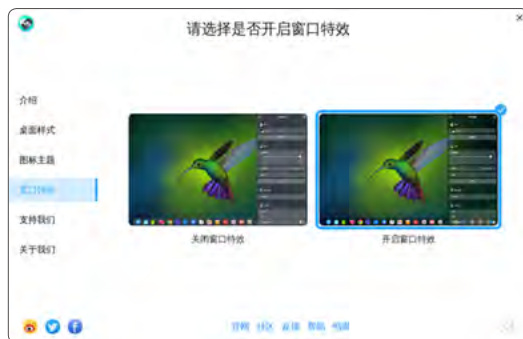 请选择是否开启窗口特效
介绍
桌面样式
图标主题
窗口特效
支持我们
关于我们
关闭窗口特效
开启窗口特效
官网 社区 反馈 帮助 鸣谢